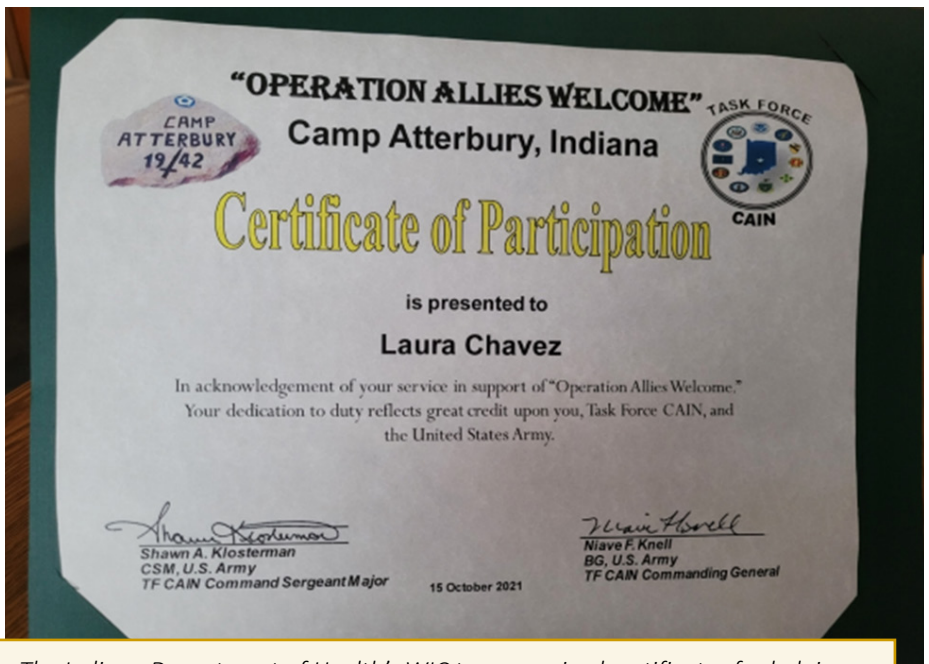 “OPERATION ALLIES WELCOME”
Camp Atterbury, Indiana
CAMP
ATTERBURY
19/42
TASK FORCE
CAIN
Certificate of Participation
is presented to
Laura Chavez
In acknowledgement of your service in support of “Operation Allies Welcome.”
Your dedication to duty reflects great credit upon you, Task Force CAIN, and
the United States Army.
Shawn A. Klosterman
CSM, U.S. Army
TF CAIN Command Sergeant Major
15 October 2021
Niave F. Knell
BG, U.S. Army
TF CAIN Commanding General